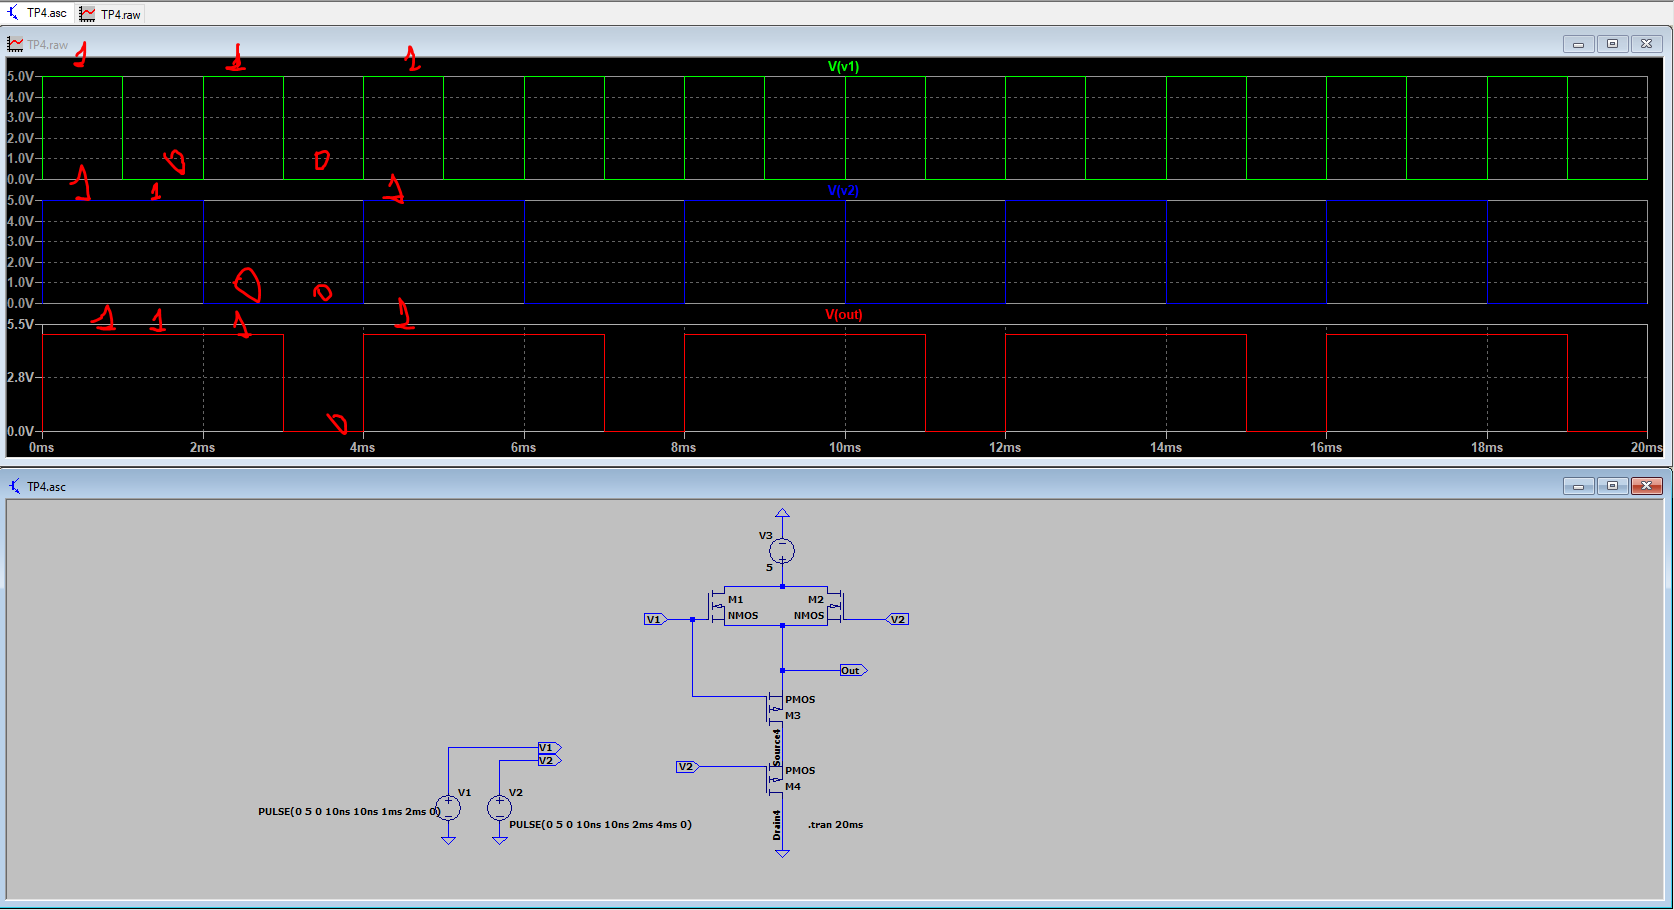 TP4.asc TP4.raw
TP4.raw
1 1 1
V(v1)
5.0V
4.0V
3.0V
2.0V
1.0V
0.0V
0 0
1 1 1
V(v2)
5.0V
4.0V
3.0V
2.0V
1.0V
0.0V
0 0
1 1 1 1
V(out)
5.5V
2.8V
0.0V
0
0ms 2ms 4ms 6ms 8ms 10ms 12ms 14ms 16ms 18ms 20ms
TP4.asc
V3
5
M1 M2
NMOS NMOS
V1 V2
Out
PMOS
M3
Source4
V1
V2
V2 PMOS
M4
V1 V2
PULSE(0 5 0 10ns 10ns 1ms 2ms 0)
PULSE(0 5 0 10ns 10ns 2ms 4ms 0)
Drain4
.tran 20ms